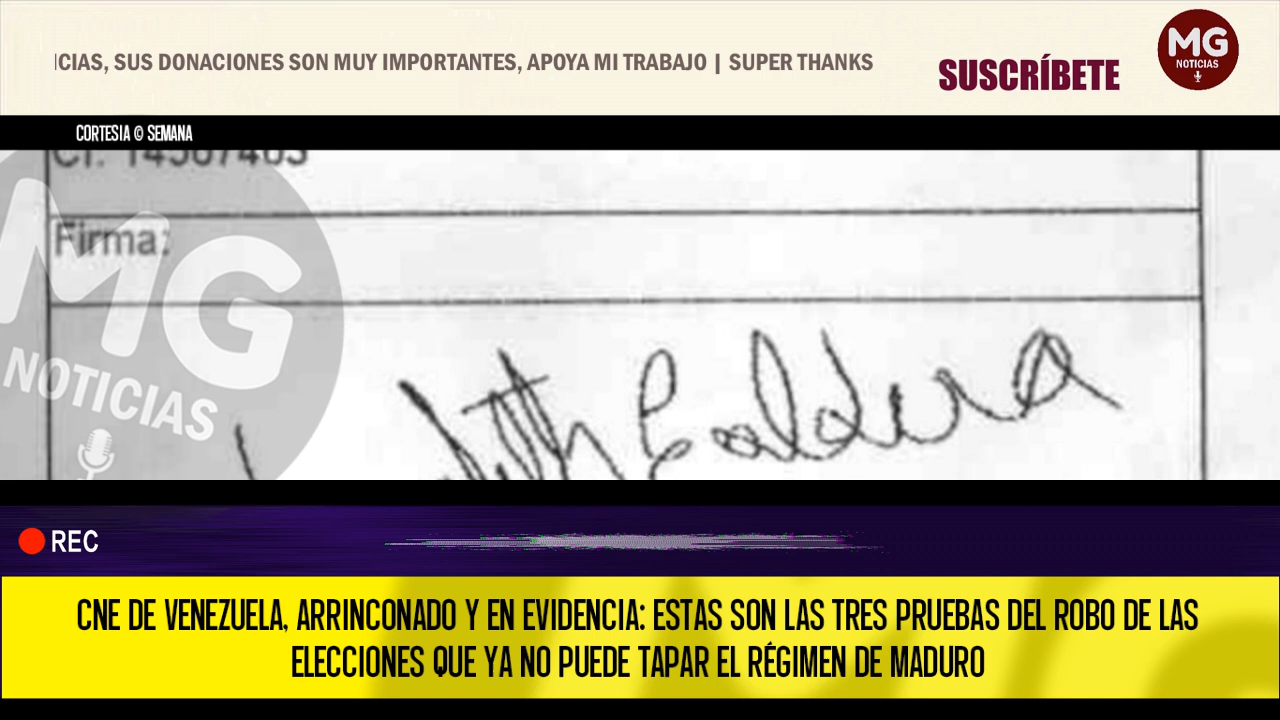 ICIAS, SUS DONACIONES SON MUY IMPORTANTES, APOYA MI TRABAJO | SUPER THANKS
SUSCRÍBETE
MG
NOTICIAS
CORTESIA © SEMANA
Firma:
MG
NOTICIAS
Caldera
REC
CNE DE VENEZUELA, ARRINCONADO Y EN EVIDENCIA: ESTAS SON LAS TRES PRUEBAS DEL ROBO DE LAS
ELECCIONES QUE YA NO PUEDE TAPAR EL RÉGIMEN DE MADURO